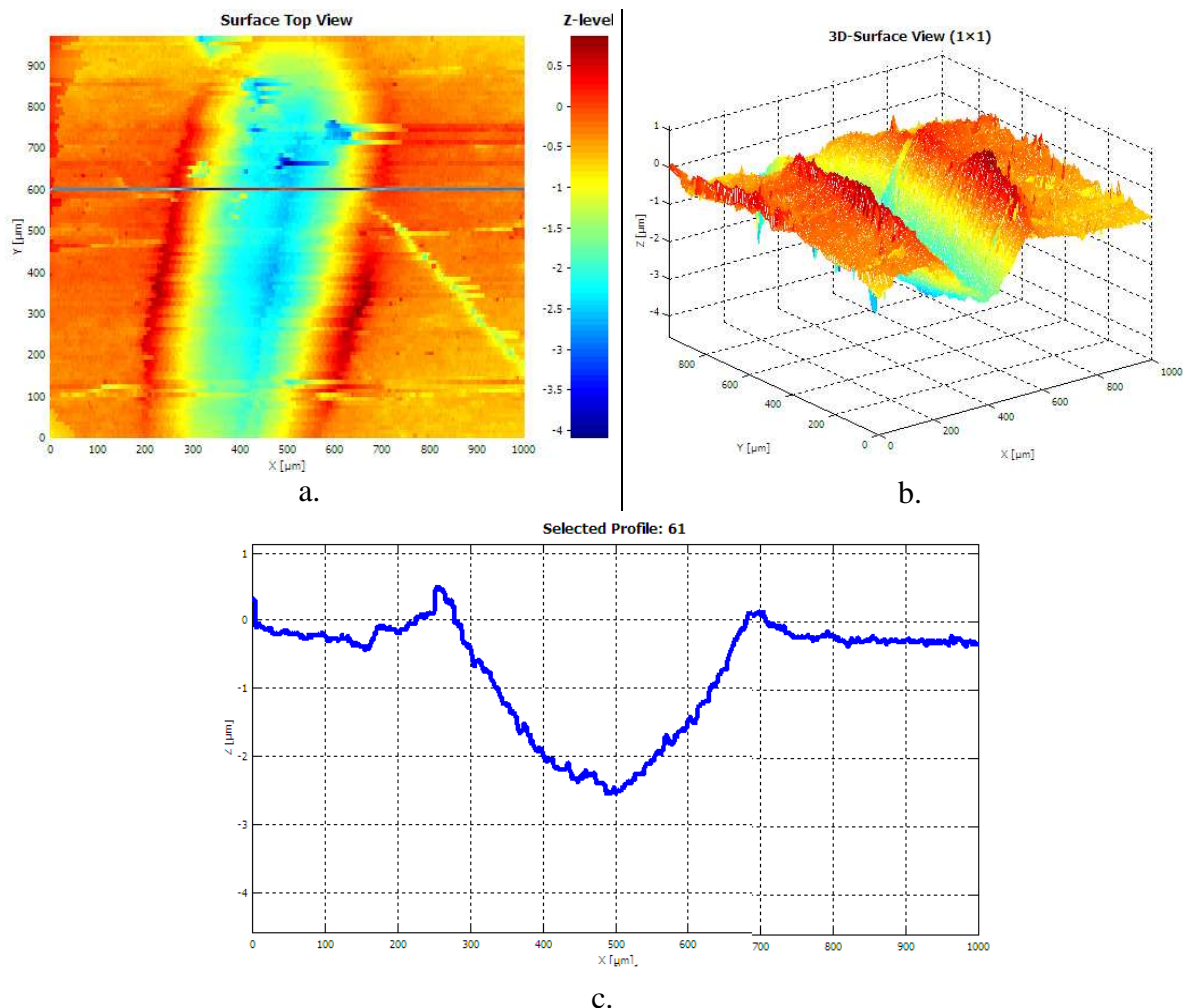 Surface Top View
Z-level
0.5
0
-0.5
-1
-1.5
-2
-2.5
-3
-3.5
-4
Y [µm]
900
800
700
600
500
400
300
200
100
0
0 100 200 300 400 500 600 700 800 900 1000
X [µm]
a.
3D-Surface View (1×1)
Z [µm]
1
0
-1
-2
-3
-4
800
600
400
200
0
Y [µm]
0
200
400
600
800
1000
X [µm]
b.
Selected Profile: 61
Z [µm]
1
0
-1
-2
-3
-4
0 100 200 300 400 500 600 700 800 900 1000
X [µm]
c.